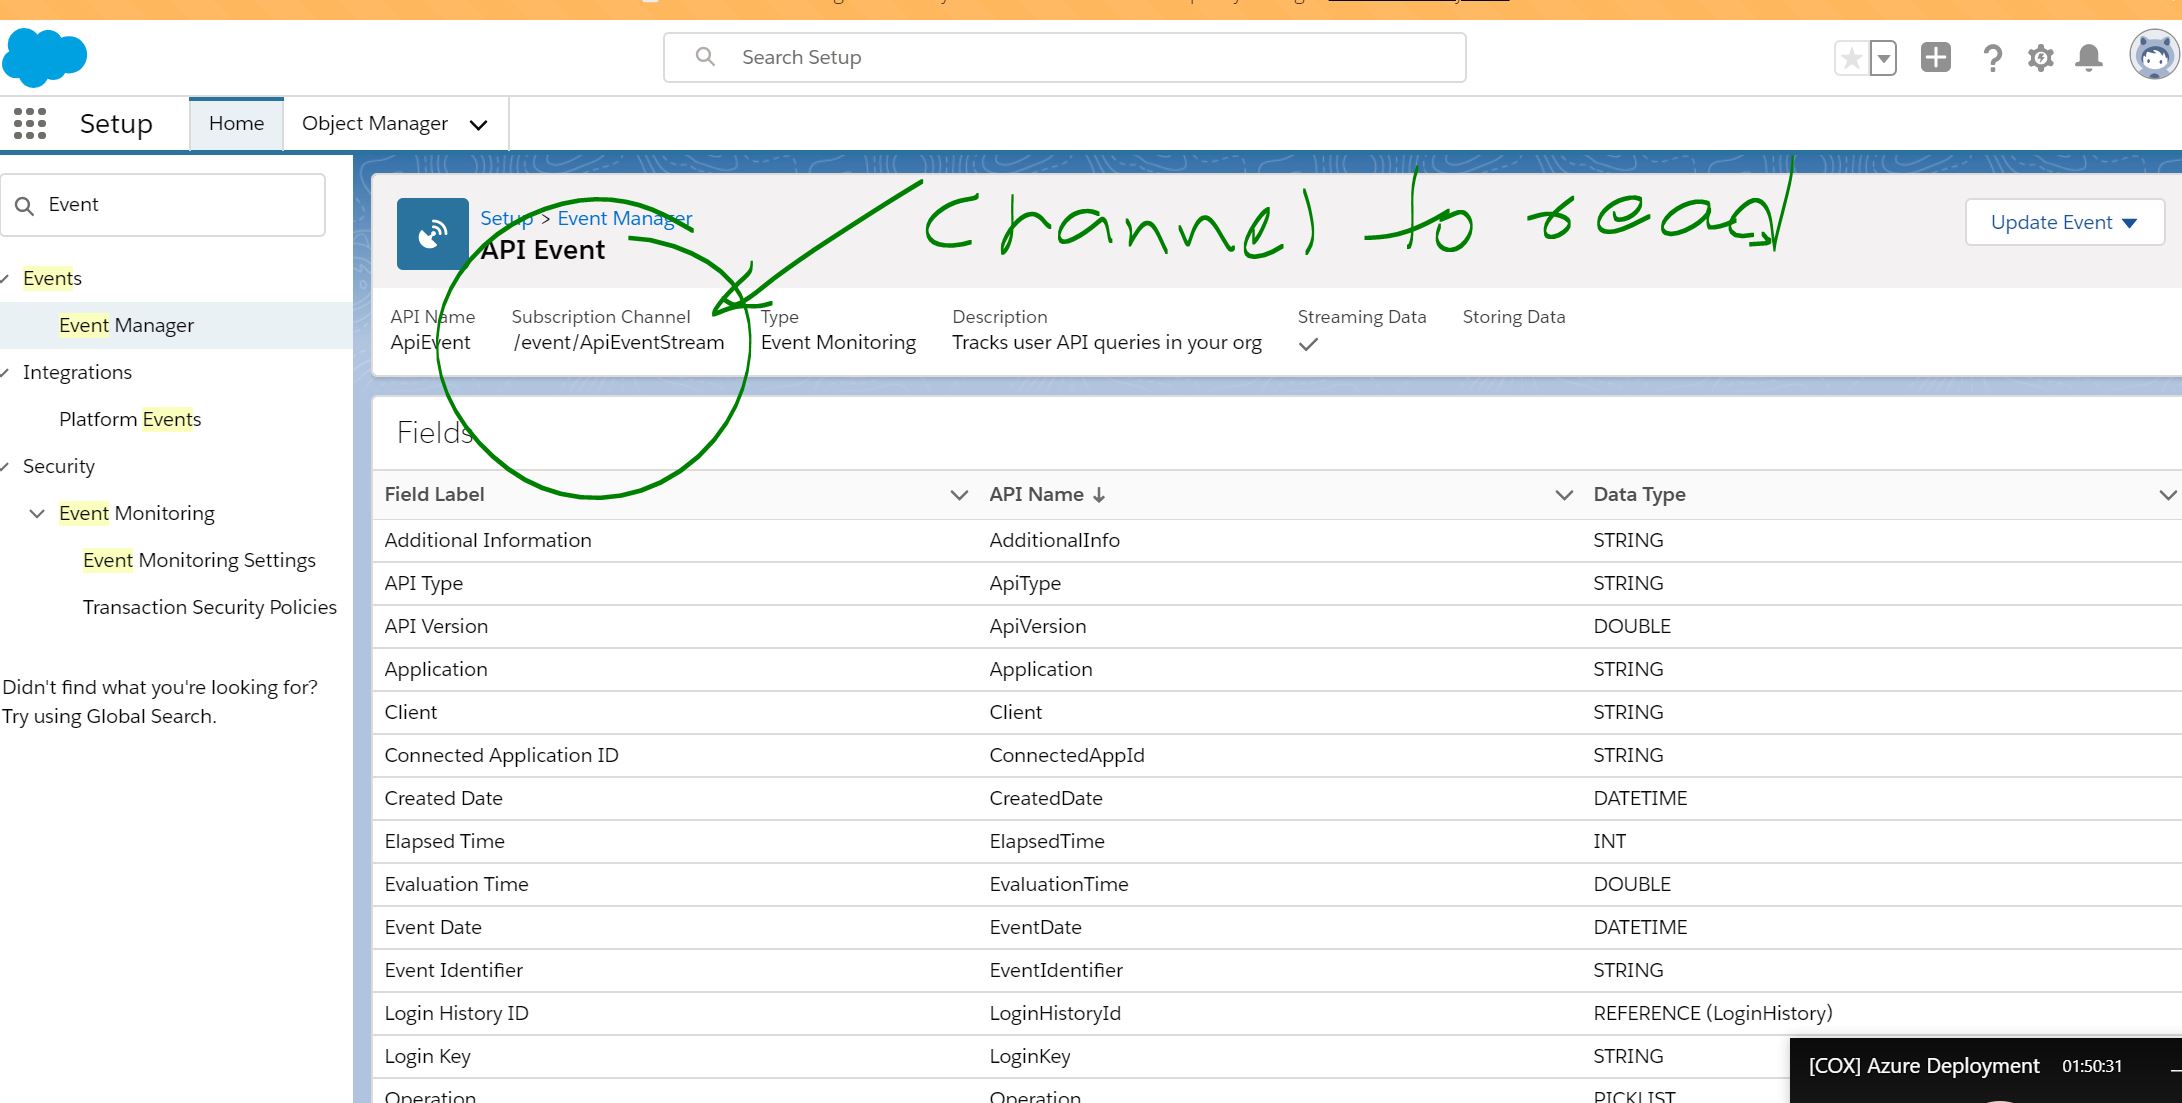 Search Setup
Setup
Home
Object Manager
Event
Events
Event Manager
Integrations
Platform Events
Security
Event Monitoring
Event Monitoring Settings
Transaction Security Policies
Didn't find what you're looking for?
Try using Global Search.
Setup > Event Manager
API Event
channel to read
Update Event
API Name Subscription Channel Type Description Streaming Data Storing Data
ApiEvent /event/ApiEventStream Event Monitoring Tracks user API queries in your org
Fields
Field Label API Name Data Type
Additional Information AdditionalInfo STRING
API Type ApiType STRING
API Version ApiVersion DOUBLE
Application Application STRING
Client Client STRING
Connected Application ID ConnectedAppId STRING
Created Date CreatedDate DATETIME
Elapsed Time ElapsedTime INT
Evaluation Time EvaluationTime DOUBLE
Event Date EventDate DATETIME
Event Identifier EventIdentifier STRING
Login History ID LoginHistoryId REFERENCE (LoginHistory)
Login Key LoginKey STRING
Operation Operation PICKLIST
[COX] Azure Deployment 01:50:31